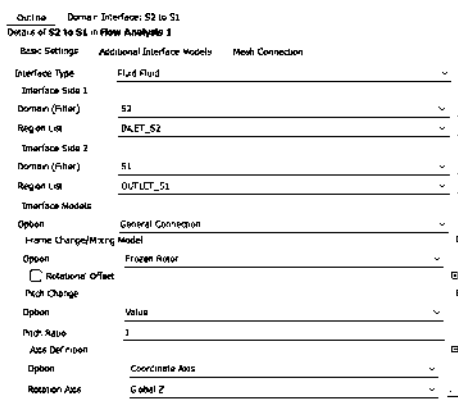 Outline Domain Interface: S2 to S1
Details of S2 to S1 in Flow Analysis 1
Basic Settings Additional Interface Models Mesh Connection
Interface Type Fluid Fluid
Interface Side 1
Domain (Filter) S2
Region List INLET_S2
Interface Side 2
Domain (Filter) S1
Region List OUTLET_S1
Interface Models
Option General Connection
Frame Change/Mixing Model
Option Frozen Rotor
Rotational Offset
Pitch Change
Option Value
Pitch Ratio 1
Axis Definition
Option Coordinate Axis
Rotation Axis Global Z